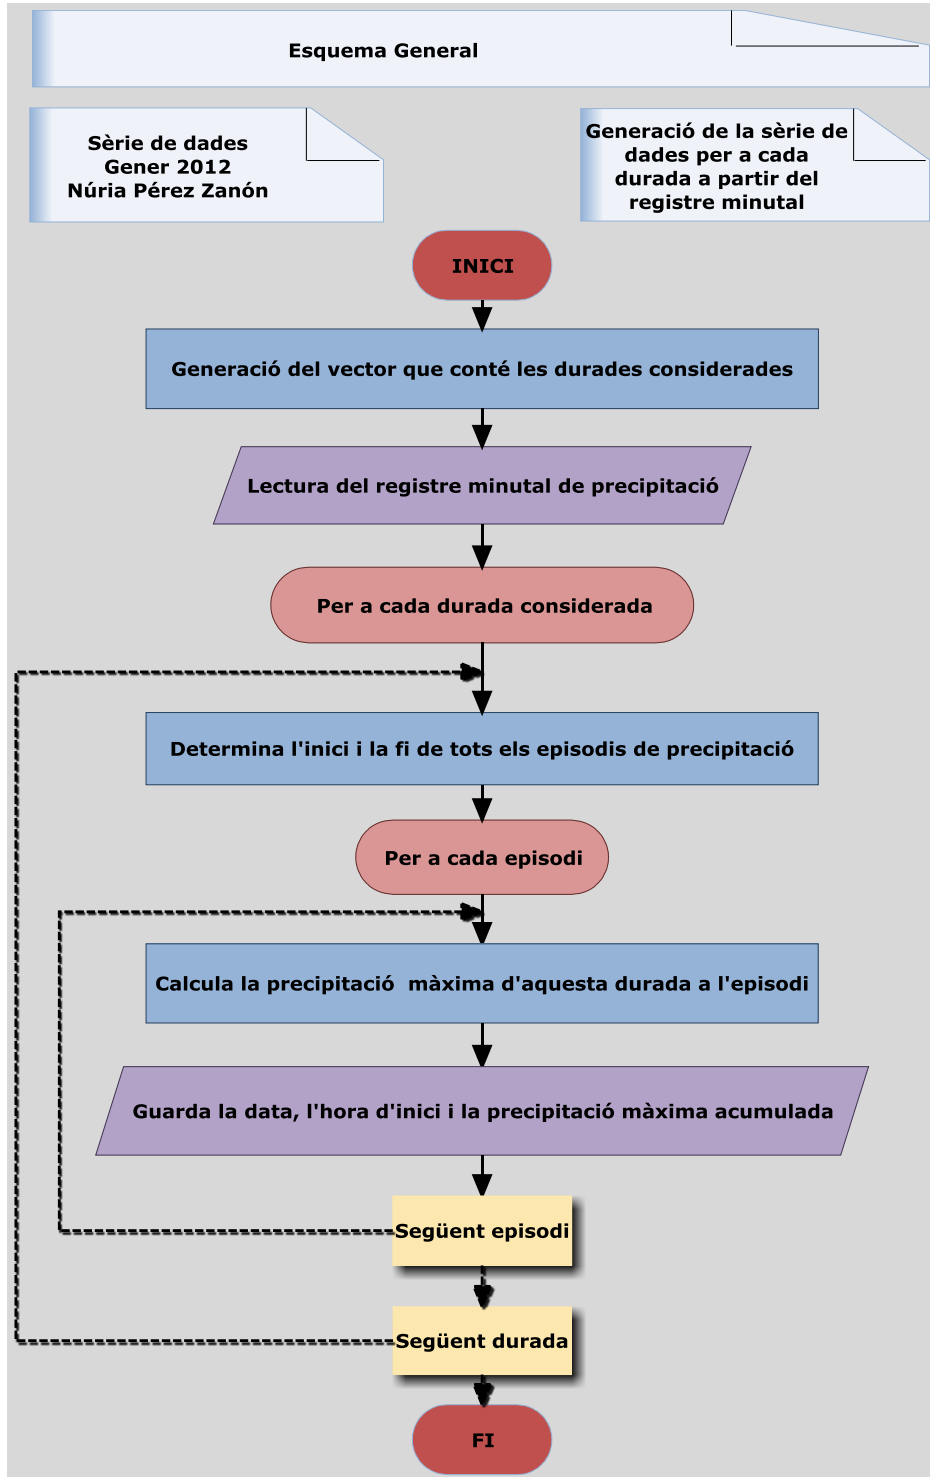 Esquema General
Sèrie de dades
Gener 2012
Núria Pérez Zanón
Generació de la sèrie de
dades per a cada
durada a partir del
registre minutal
INICI
Generació del vector que conté les durades considerades
Lectura del registre minutal de precipitació
Per a cada durada considerada
Determina l'inici i la fi de tots els episodis de precipitació
Per a cada episodi
Calcula la precipitació màxima d'aquesta durada a l'episodi
Guarda la data, l'hora d'inici i la precipitació màxima acumulada
Següent episodi
Següent durada
FI